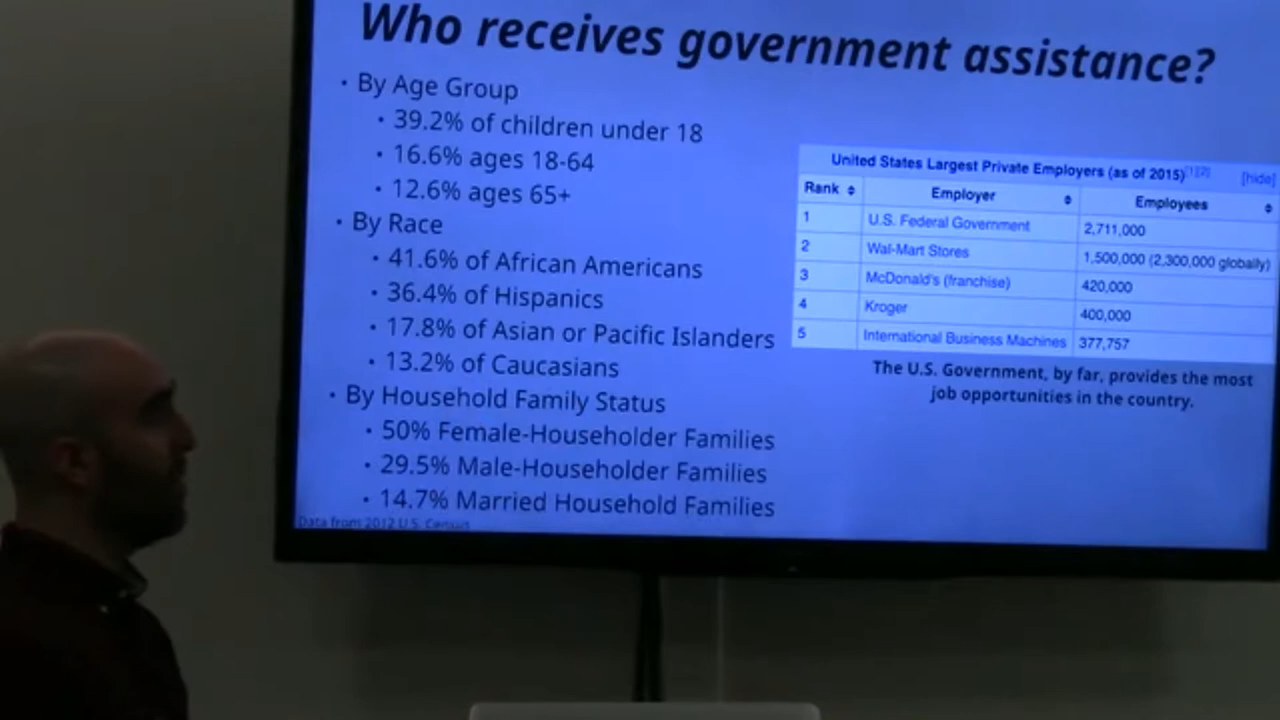 Who receives government assistance?
• By Age Group
• 39.2% of children under 18
• 16.6% ages 18-64
• 12.6% ages 65+
• By Race
• 41.6% of African Americans
• 36.4% of Hispanics
• 17.8% of Asian or Pacific Islanders
• 13.2% of Caucasians
• By Household Family Status
• 50% Female-Householder Families
• 29.5% Male-Householder Families
• 14.7% Married Household Families
Data from 2012 U.S. Census
United States Largest Private Employers (as of 2015)[1][2] [hide]
Rank Employer Employees
1 U.S. Federal Government 2,711,000
2 Wal-Mart Stores 1,500,000 (2,300,000 globally)
3 McDonald's (franchise) 420,000
4 Kroger 400,000
5 International Business Machines 377,757
The U.S. Government, by far, provides the most
job opportunities in the country.